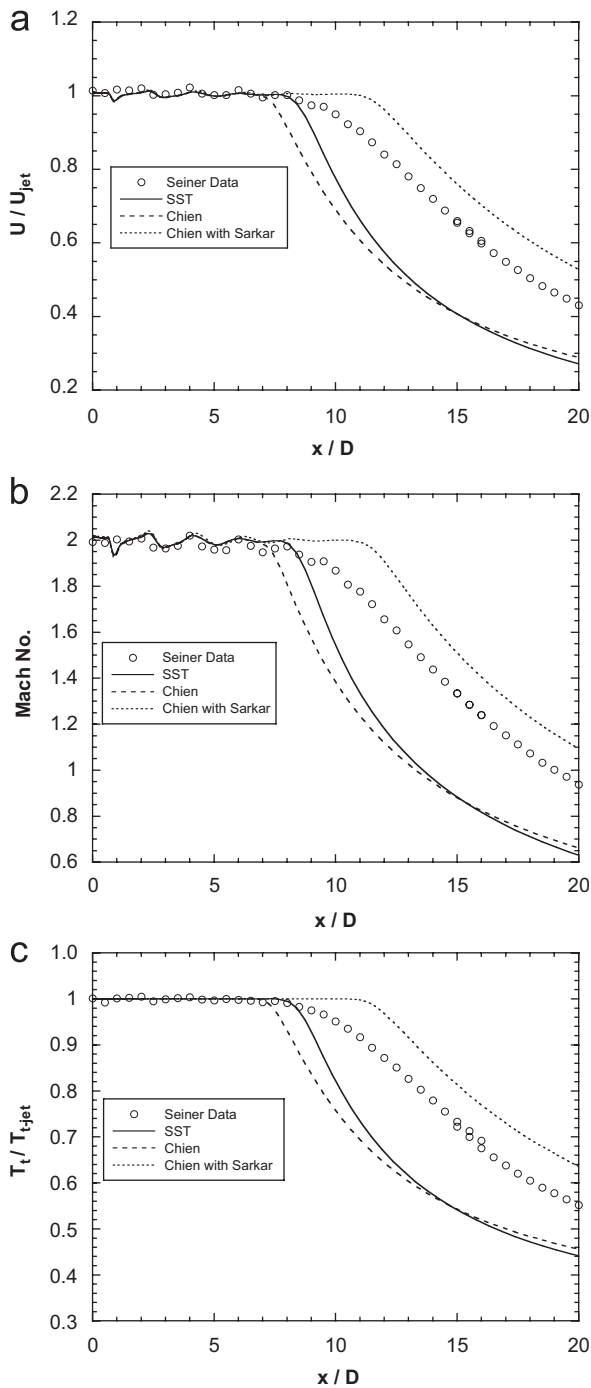 a
1.2
1
0.8
0.6
0.4
0.2
U / Ujet
Seiner Data
SST
Chien
Chien with Sarkar
0 5 10 15 20
x / D
b
2.2
2
1.8
1.6
1.4
1.2
1
0.8
0.6
Mach No.
Seiner Data
SST
Chien
Chien with Sarkar
0 5 10 15 20
x / D
c
1.0
1
0.9
0.8
0.7
0.6
0.5
0.4
0.3
Tt / Tt-jet
Seiner Data
SST
Chien
Chien with Sarkar
0 5 10 15 20
x / D